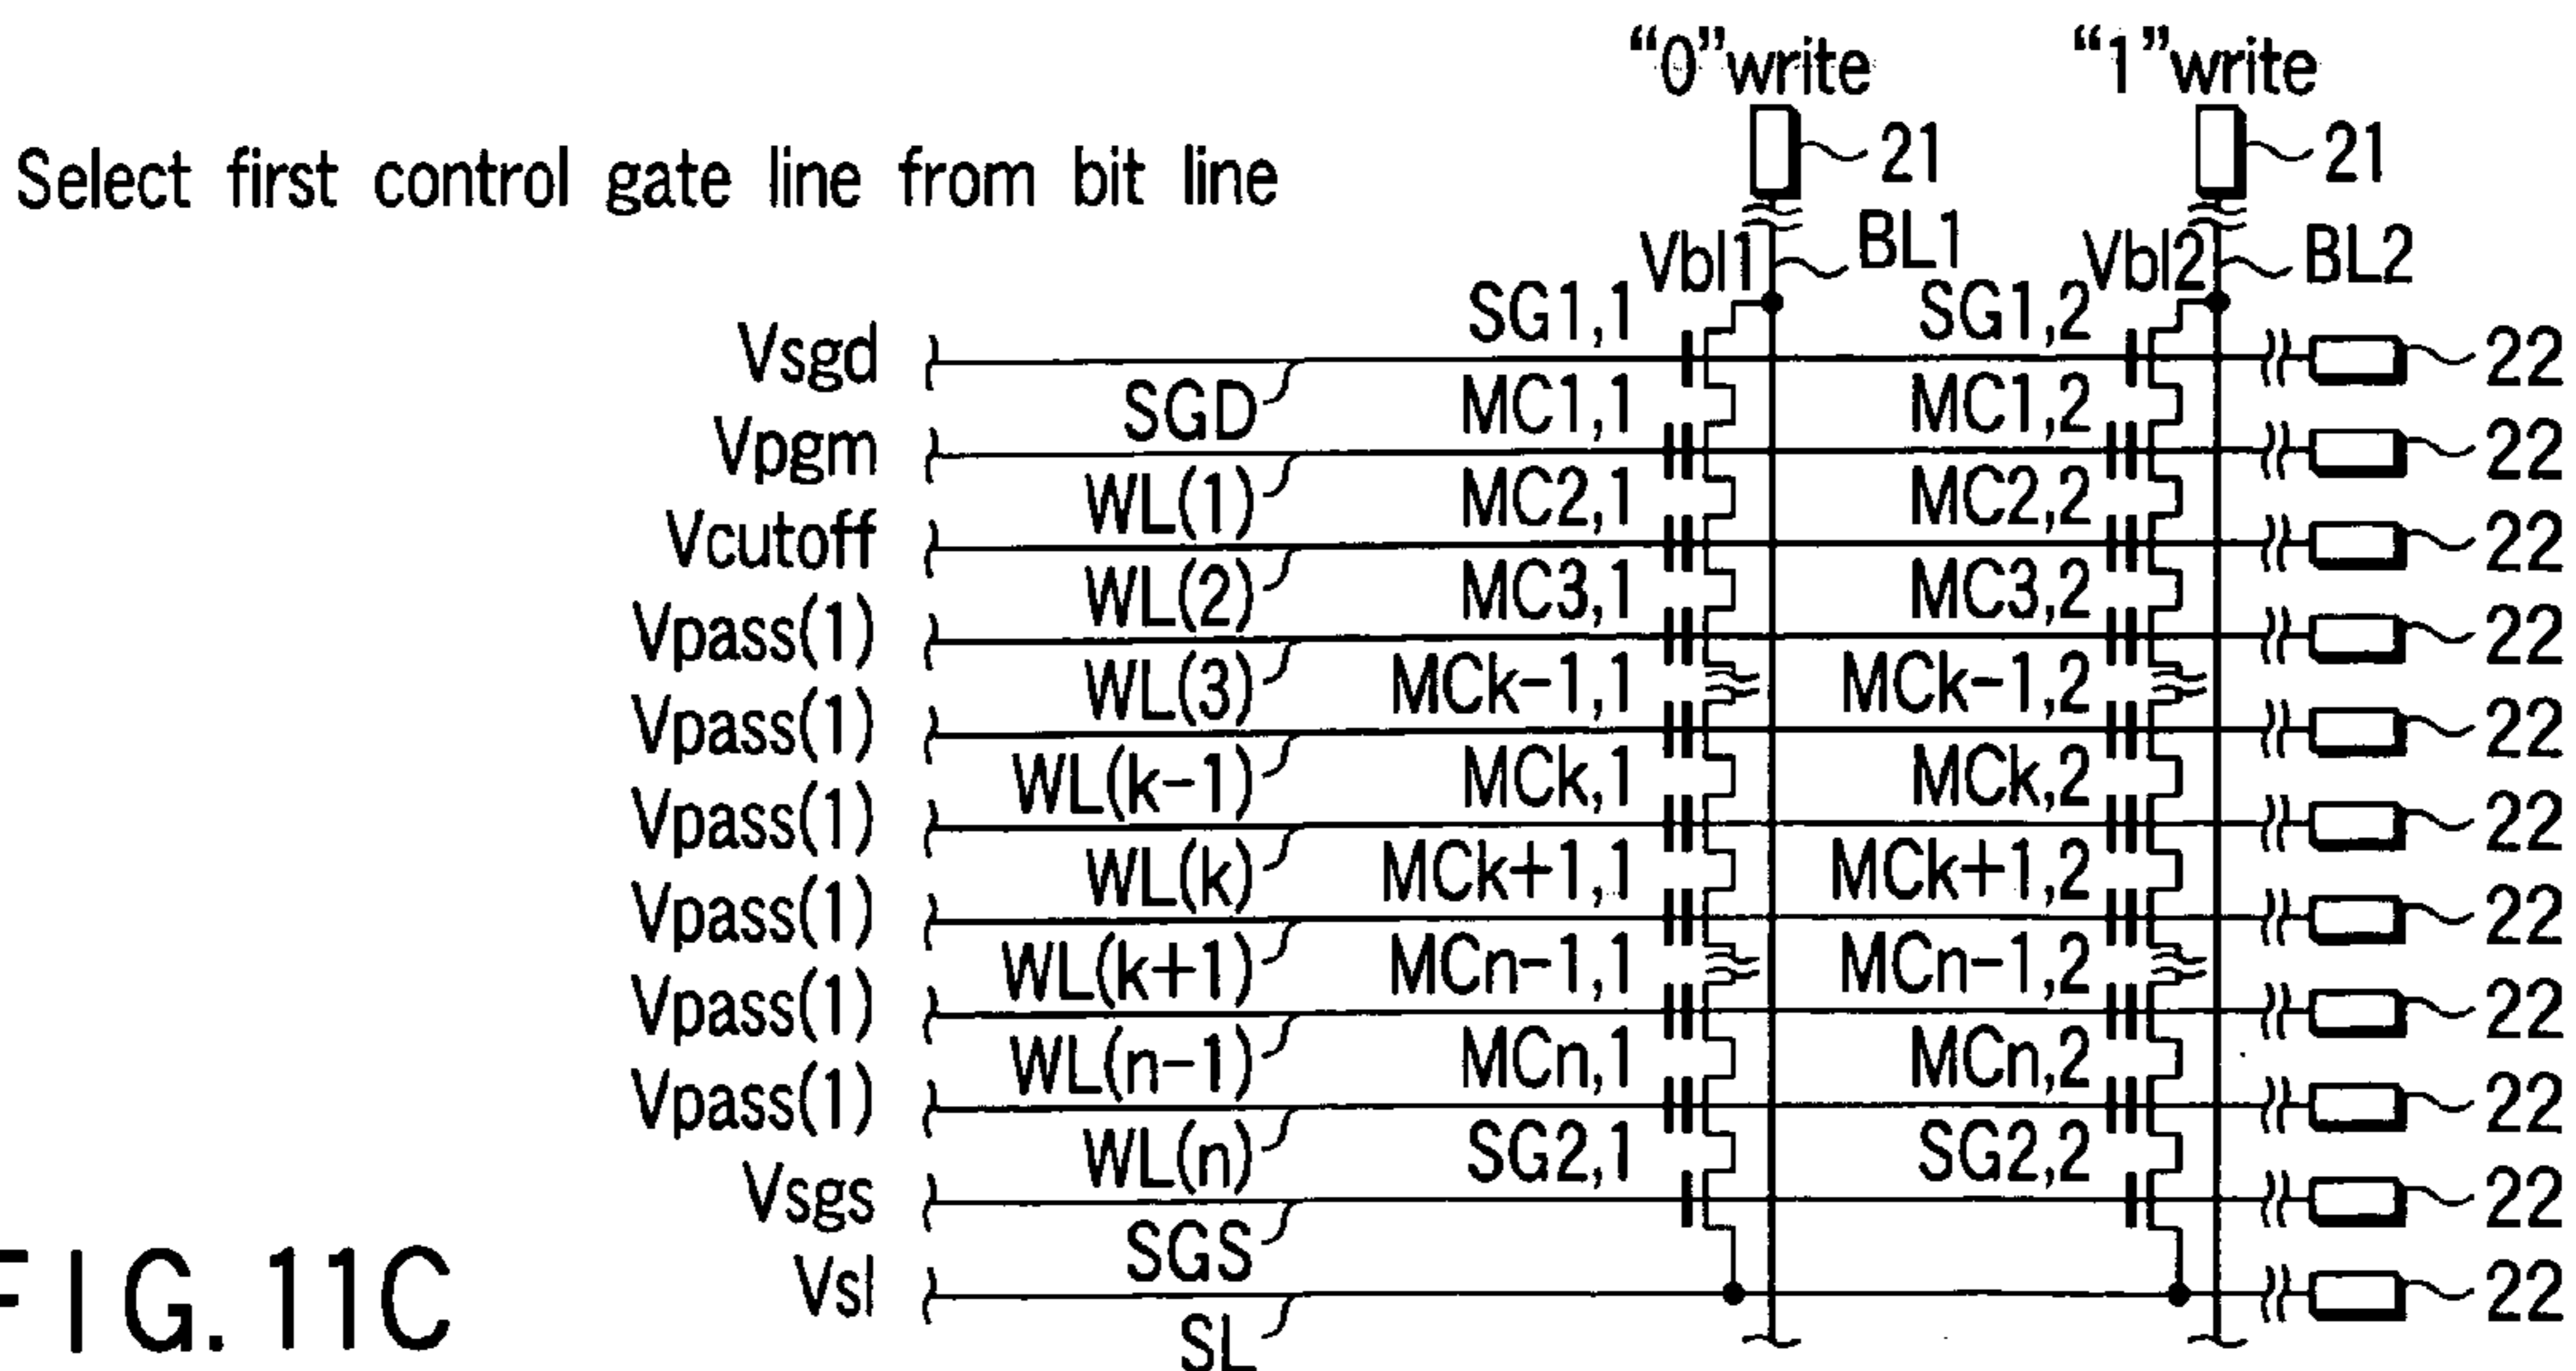 "0"write "1"write
21 21
Select first control gate line from bit line
Vbl1 BL1 Vbl2 BL2
SG1,1 SG1,2
Vsgd 22
SGD MC1,1 MC1,2
Vpgm 22
WL(1) MC2,1 MC2,2
Vcutoff 22
WL(2) MC3,1 MC3,2
Vpass(1) 22
WL(3) MCk-1,1 MCk-1,2
Vpass(1) 22
WL(k-1) MCk,1 MCk,2
Vpass(1) 22
WL(k) MCk+1,1 MCk+1,2
Vpass(1) 22
WL(k+1) MCn-1,1 MCn-1,2
Vpass(1) 22
WL(n-1) MCn,1 MCn,2
Vpass(1) 22
WL(n) SG2,1 SG2,2
Vsgs 22
SGS
Vsl 22
SL
FIG. 11C